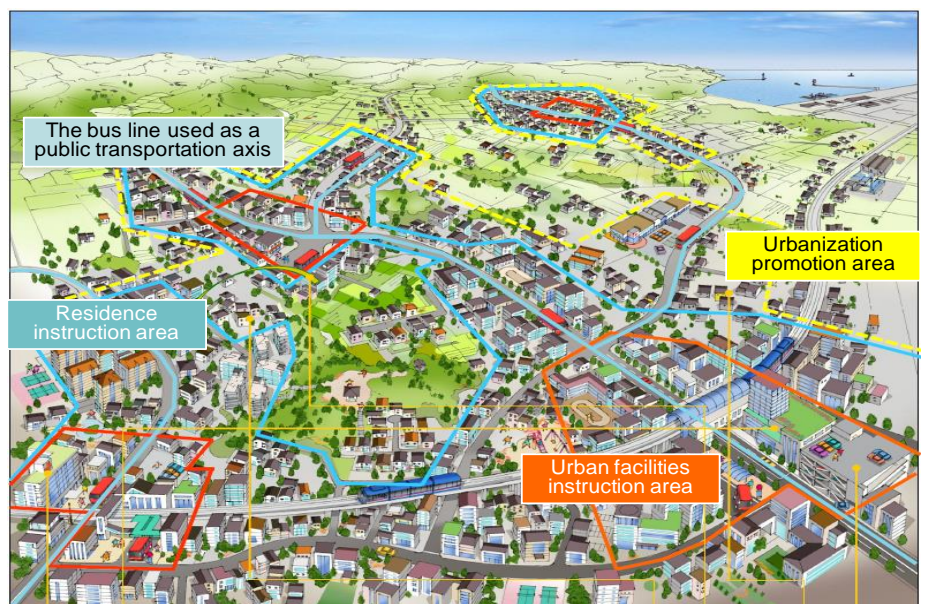 The bus line used as a
public transportation axis
Urbanization
promotion area
Residence
instruction area
Urban facilities
instruction area